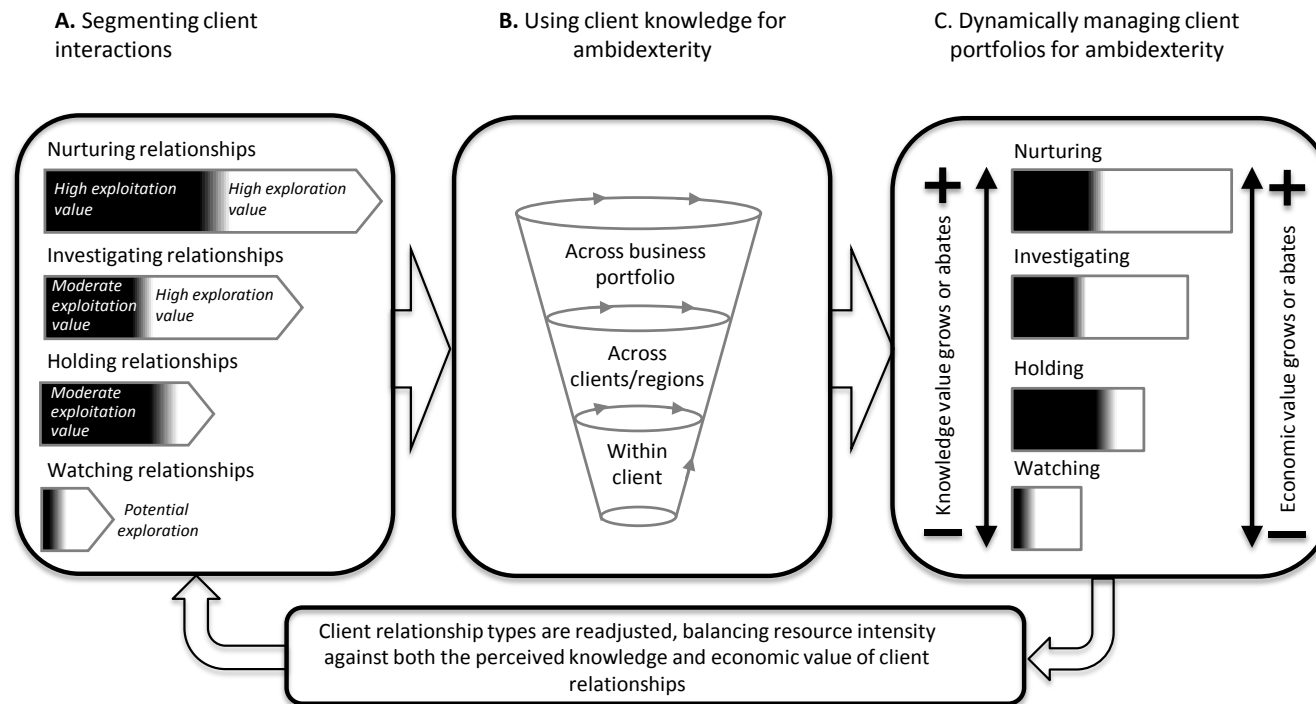 A. Segmenting client
interactions
B. Using client knowledge for
ambidexterity
C. Dynamically managing client
portfolios for ambidexterity
Nurturing relationships
High exploitation
value
High exploration
value
Investigating relationships
Moderate
exploitation
value
High exploration
value
Holding relationships
Moderate
exploitation
value
Watching relationships
Potential
exploration
Across business
portfolio
Across
clients/regions
Within
client
+
Knowledge value grows or abates
−
Nurturing
Investigating
Holding
Watching
+
Economic value grows or abates
−
Client relationship types are readjusted, balancing resource intensity
against both the perceived knowledge and economic value of client
relationships